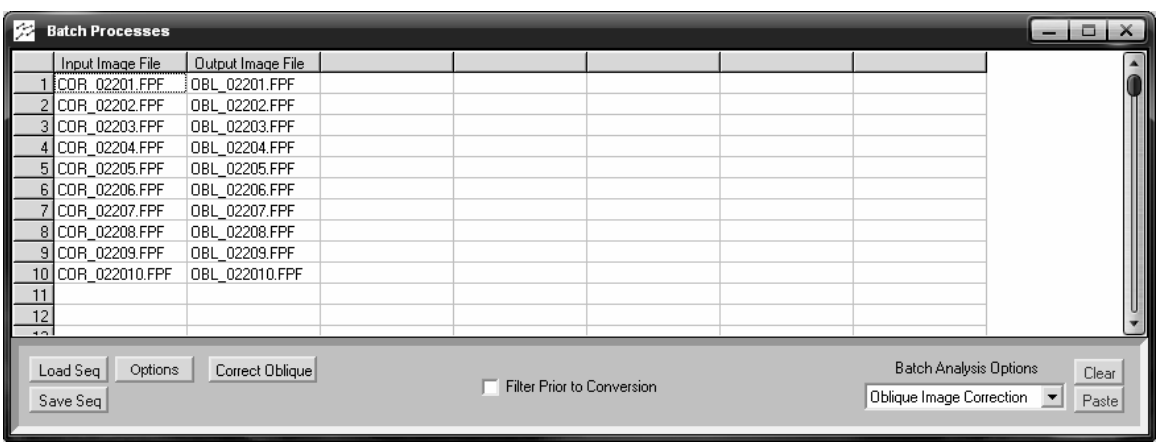 Batch Processes
Input Image File Output Image File
1 COR_02201.FPF OBL_02201.FPF
2 COR_02202.FPF OBL_02202.FPF
3 COR_02203.FPF OBL_02203.FPF
4 COR_02204.FPF OBL_02204.FPF
5 COR_02205.FPF OBL_02205.FPF
6 COR_02206.FPF OBL_02206.FPF
7 COR_02207.FPF OBL_02207.FPF
8 COR_02208.FPF OBL_02208.FPF
9 COR_02209.FPF OBL_02209.FPF
10 COR_022010.FPF OBL_022010.FPF
11
12
Load Seq Options Correct Oblique Filter Prior to Conversion Batch Analysis Options Clear
Save Seq Oblique Image Correction Paste